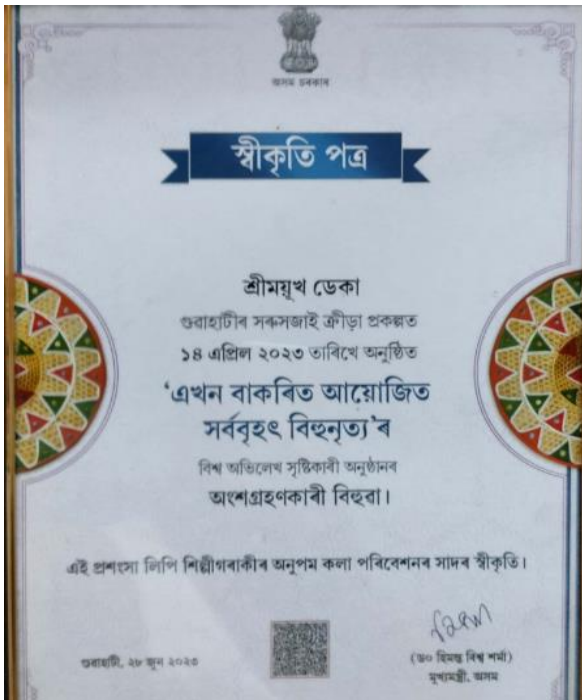 অসম চৰকাৰ
স্বীকৃতি পত্ৰ
শ্ৰীময়ূখ ডেকা
গুৱাহাটীৰ সৰুসজাই ক্ৰীড়া প্ৰকল্পত
১৪ এপ্ৰিল ২০২৩ তাৰিখে অনুষ্ঠিত
‘এখন বাকৰিত আয়োজিত
সৰ্ববৃহৎ বিহুনৃত্য’ৰ
বিশ্ব অভিলেখ সৃষ্টিকাৰী অনুষ্ঠানৰ
অংশগ্ৰহণকাৰী বিহুৱা।
এই প্ৰশংসা লিপি শিল্পীগৰাকীৰ অনুপম কলা পৰিবেশনৰ সাদৰ স্বীকৃতি।
গুৱাহাটী, ২৮ জুন ২০২৩
(ড০ হিমন্ত বিশ্ব শৰ্মা)
মুখ্যমন্ত্ৰী, অসম